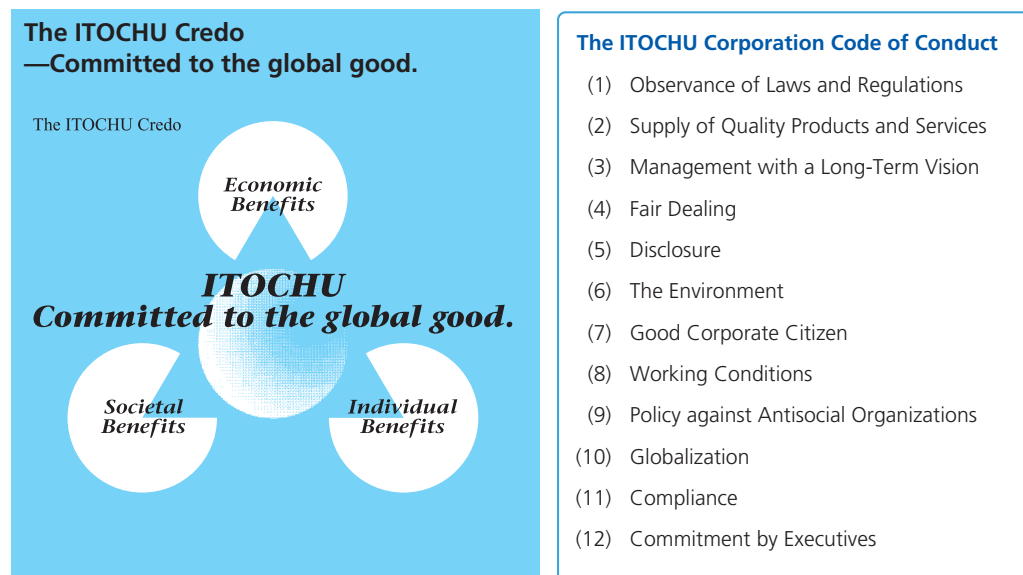 The ITOCHU Credo
—Committed to the global good.
The ITOCHU Credo
Economic
Benefits
ITOCHU
Committed to the global good.
Societal
Benefits
Individual
Benefits
The ITOCHU Corporation Code of Conduct
(1) Observance of Laws and Regulations
(2) Supply of Quality Products and Services
(3) Management with a Long-Term Vision
(4) Fair Dealing
(5) Disclosure
(6) The Environment
(7) Good Corporate Citizen
(8) Working Conditions
(9) Policy against Antisocial Organizations
(10) Globalization
(11) Compliance
(12) Commitment by Executives